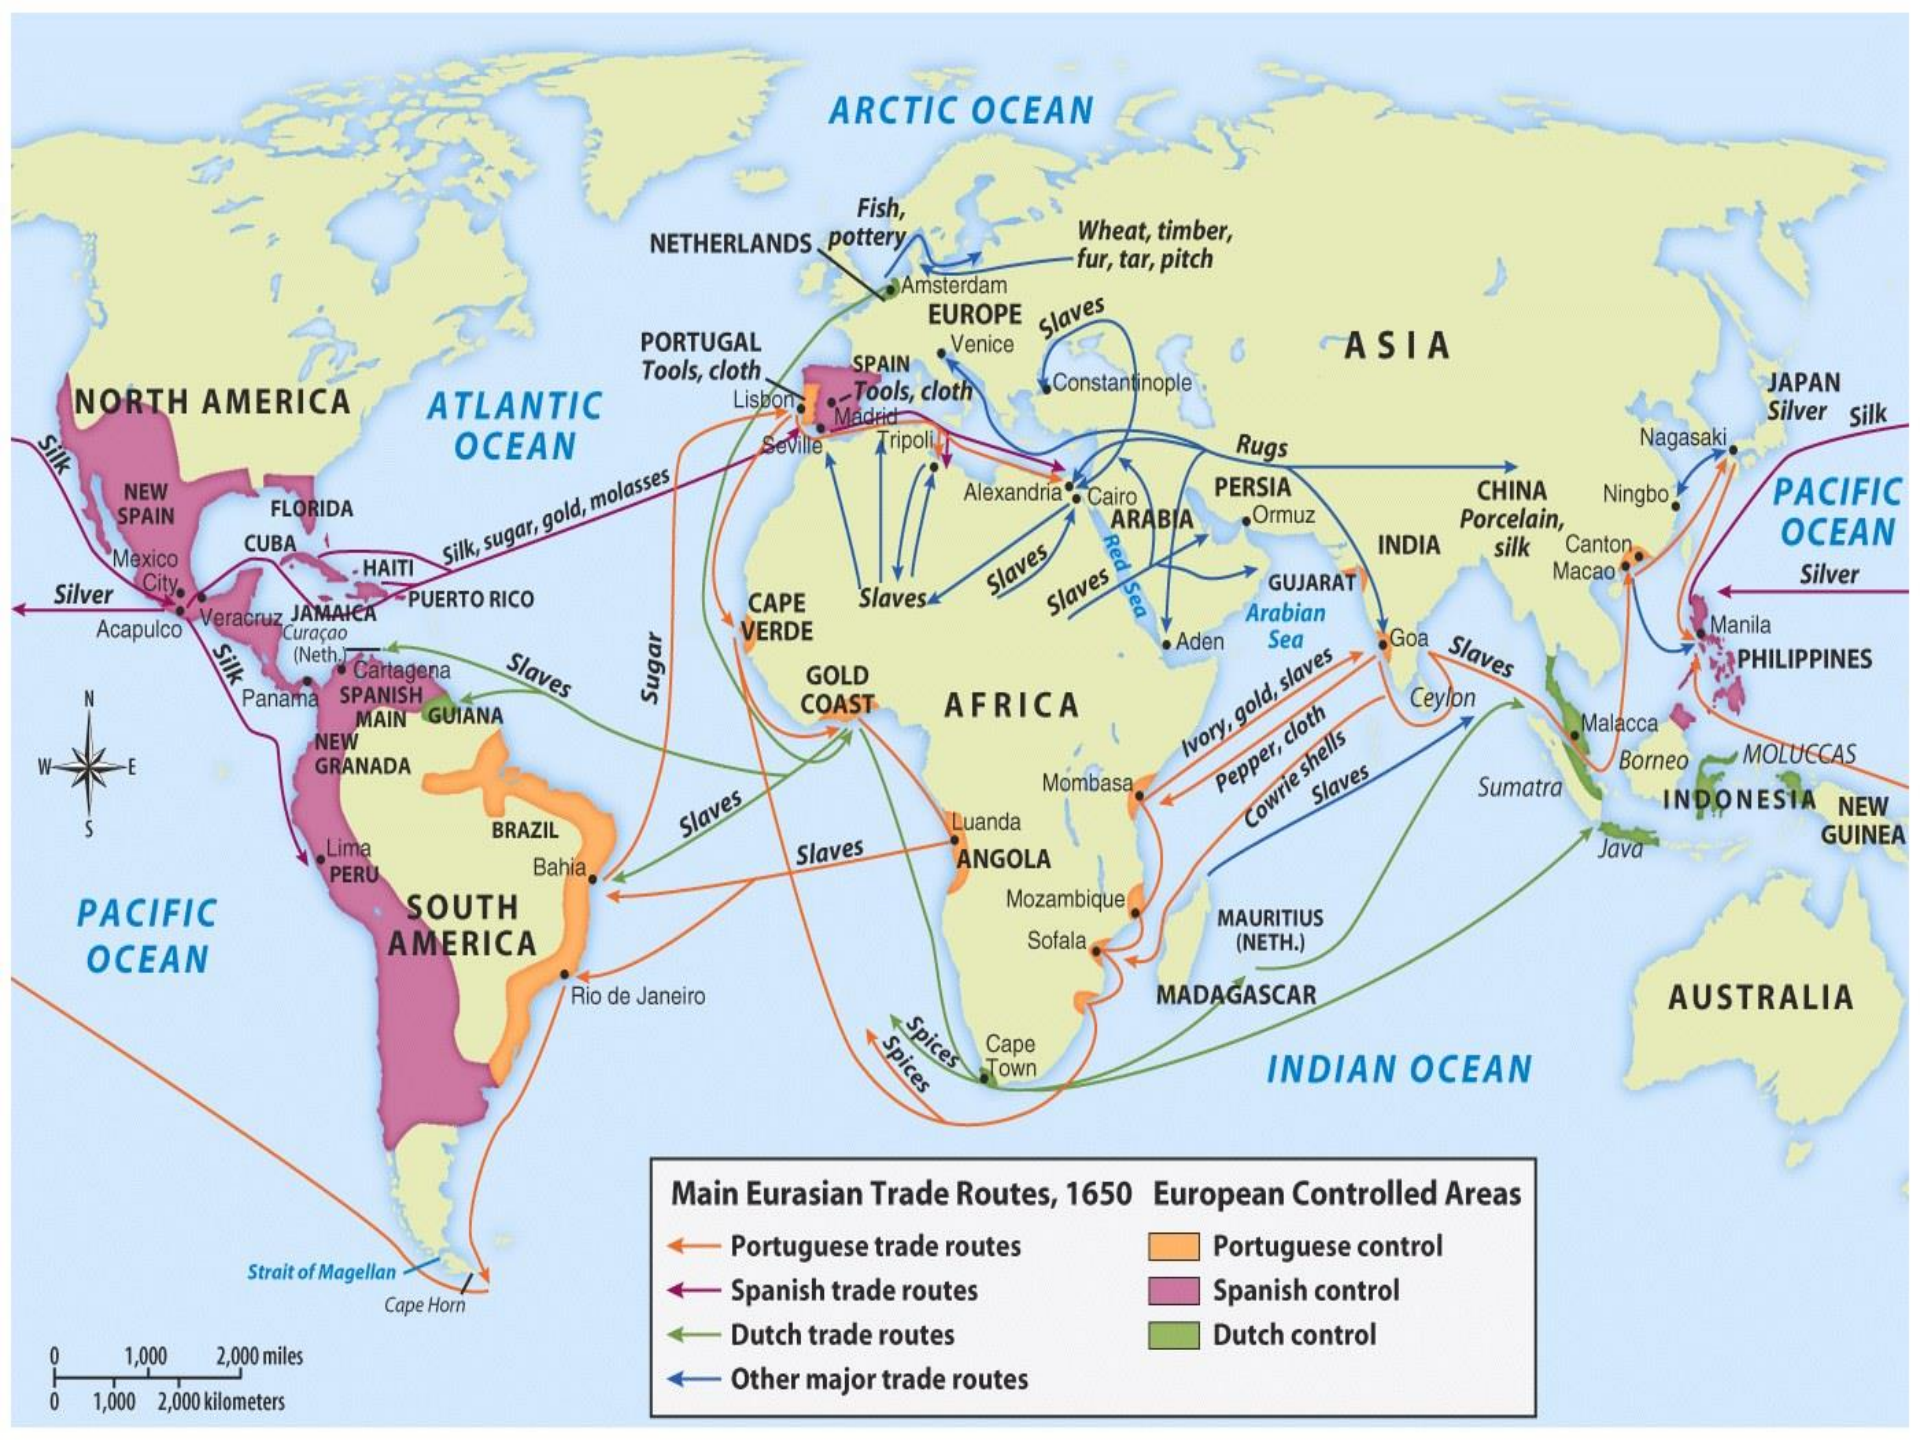 ARCTIC OCEAN
Fish,
pottery
NETHERLANDS
Wheat, timber,
fur, tar, pitch
Amsterdam
EUROPE
Slaves
Venice
PORTUGAL
Tools, cloth
SPAIN
Tools, cloth
ASIA
Constantinople
Lisbon
Madrid
Seville
Tripoli
JAPAN
Silver
Silk
NORTH AMERICA
ATLANTIC
OCEAN
Silk
Rugs
Nagasaki
NEW
SPAIN
FLORIDA
Silk, sugar, gold, molasses
Alexandria
Cairo
ARABIA
PERSIA
Ormuz
CHINA
Porcelain,
silk
Ningbo
PACIFIC
OCEAN
CUBA
HAITI
Mexico
City
INDIA
Canton
Macao
Silver
PUERTO RICO
Veracruz
JAMAICA
Acapulco
Curaçao
(Neth.)
Slaves
Slaves
Slaves
Red Sea
GUJARAT
Arabian
Sea
Silver
CAPE
VERDE
Aden
Goa
Slaves
Manila
PHILIPPINES
Silk
Cartagena
Panama
SPANISH
MAIN
GUIANA
Slaves
Sugar
GOLD
COAST
AFRICA
Ivory, gold, slaves
Pepper, cloth
Cowrie shells
Slaves
Ceylon
Malacca
Borneo
MOLUCCAS
N
W
E
S
NEW
GRANADA
Mombasa
Sumatra
INDONESIA
NEW
GUINEA
BRAZIL
Slaves
Luanda
ANGOLA
Java
Lima
PERU
Bahia
Slaves
Mozambique
PACIFIC
OCEAN
SOUTH
AMERICA
Sofala
MAURITIUS
(NETH.)
MADAGASCAR
Rio de Janeiro
AUSTRALIA
Spices
Spices
Cape
Town
INDIAN OCEAN
Strait of Magellan
Cape Horn
0 1,000 2,000 miles
0 1,000 2,000 kilometers
Main Eurasian Trade Routes, 1650
Portuguese trade routes
Spanish trade routes
Dutch trade routes
Other major trade routes
European Controlled Areas
Portuguese control
Spanish control
Dutch control